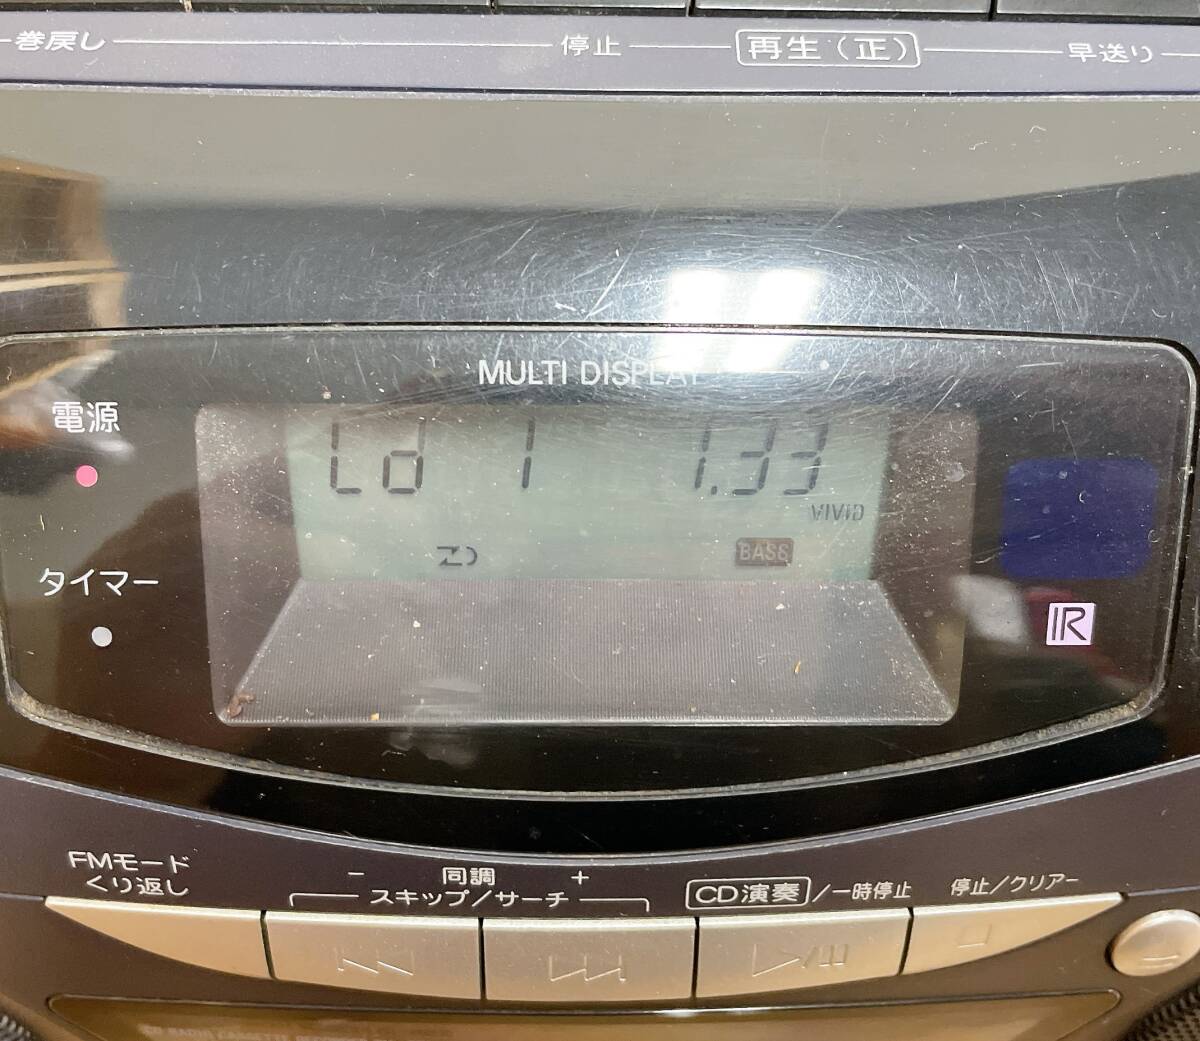 巻戻し 停止 再生(正) 早送り
MULTI DISPLAY
電源
Cd 1 1.33
VIVID
BASS
タイマー
IR
FMモード
くり返し
− 同調 +
スキップ/サーチ
CD演奏/一時停止
停止/クリアー